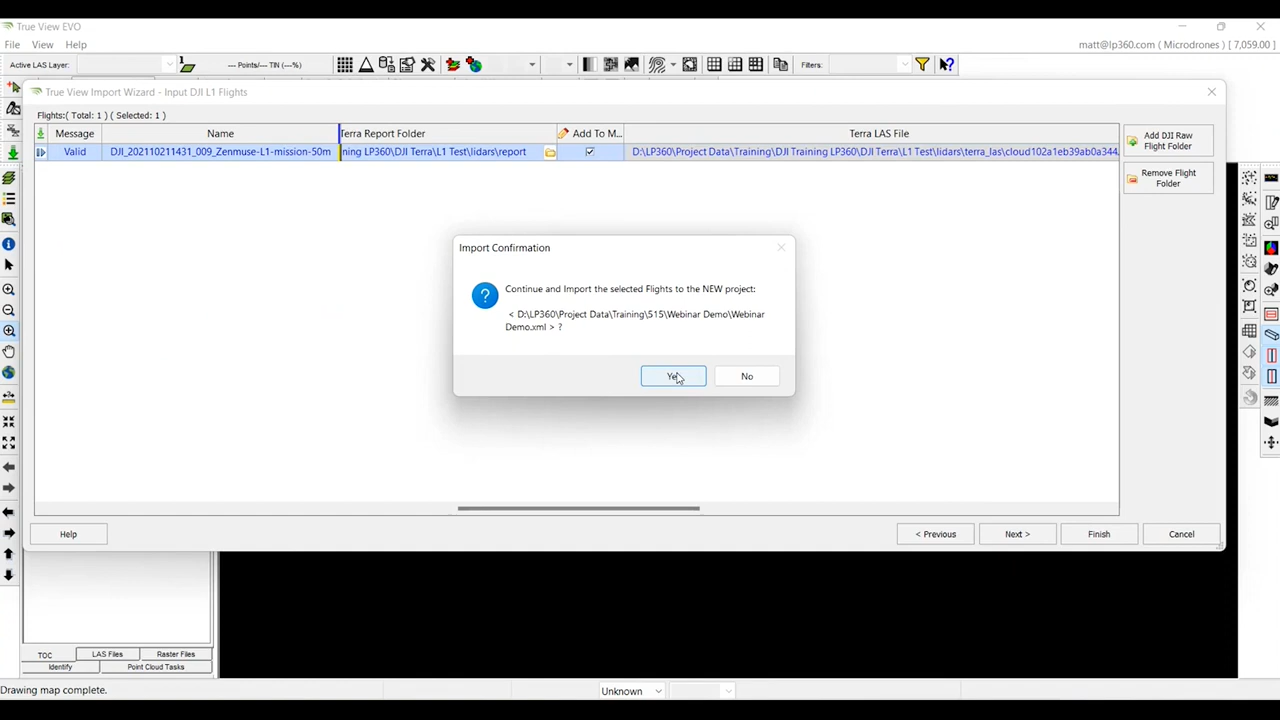 True View EVO
File View Help
matt@lp360.com ( Microdrones ) [ 7,059.00 ]
Active LAS Layer:
--- Points/--- TIN (---%)
Filters:
True View Import Wizard - Input DJI L1 Flights
Flights:( Total: 1 ) ( Selected: 1 )
Message Name Terra Report Folder Add To M... Terra LAS File
Valid DJI_202110211431_009_Zenmuse-L1-mission-50m ning LP360\DJI Terra\L1 Test\lidars\report D:\LP360\Project Data\Training\DJI Training LP360\DJI Terra\L1 Test\lidars\terra_las\cloud102a1eb39ab0a344.
Add DJI Raw
Flight Folder
Remove Flight
Folder
Import Confirmation
Continue and Import the selected Flights to the NEW project:
< D:\LP360\Project Data\Training\515\Webinar Demo\Webinar
Demo.xml > ?
No
Help
< Previous Next > Finish Cancel
TOC LAS Files Raster Files
Identify Point Cloud Tasks
Drawing map complete.
Unknown